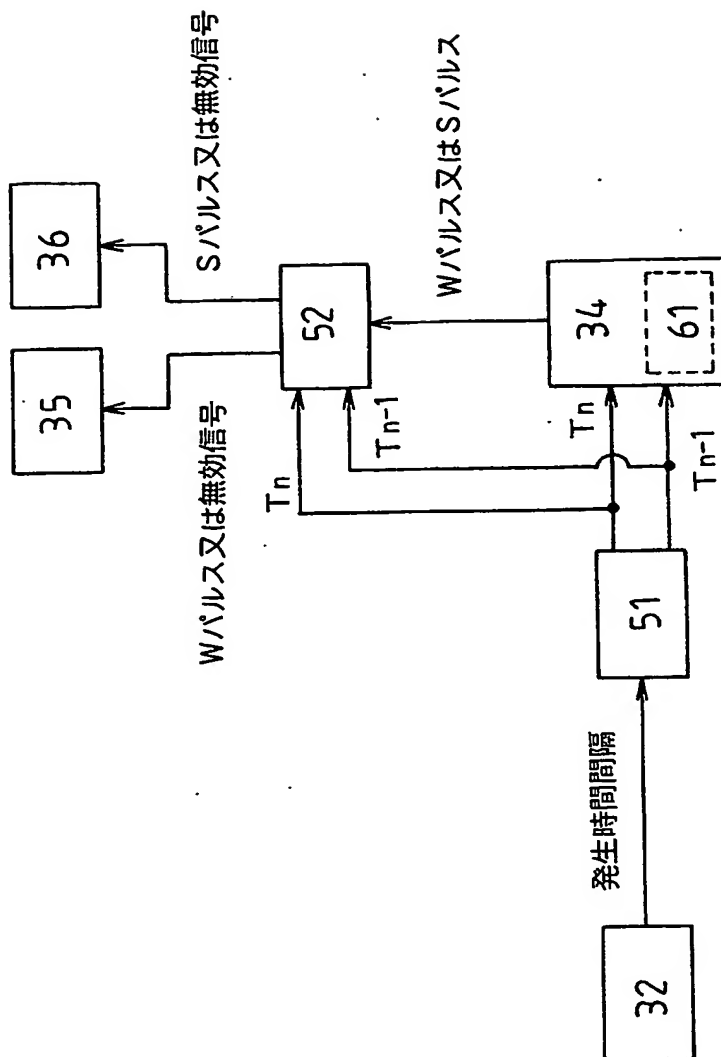 35
36
Wパルス又は無効信号
Sパルス又は無効信号
52
Tn
Tn-1
Wパルス又はSパルス
34
61
Tn
Tn-1
51
発生時間間隔
32